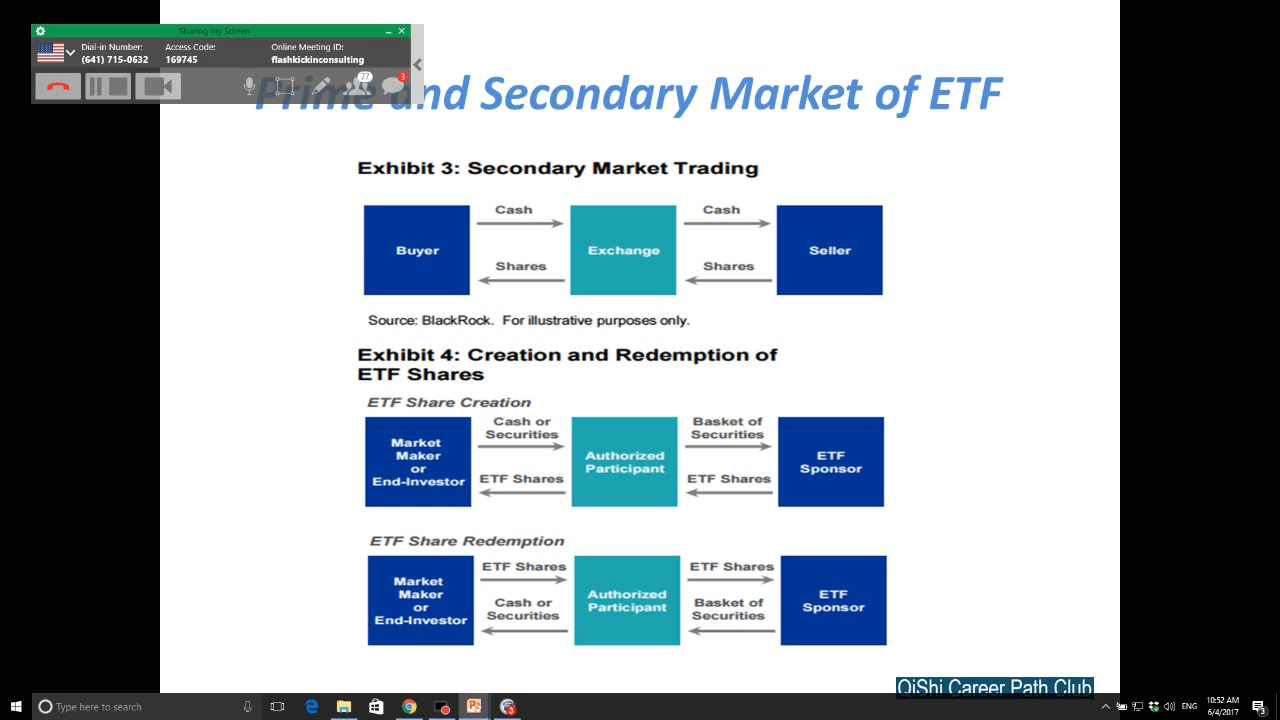 Sharing my Screen
Dial-in Number: Access Code: Online Meeting ID:
(641) 715-0632 169745 flashkickinconsulting
77
3
Prime and Secondary Market of ETF
Exhibit 3: Secondary Market Trading
Cash Cash
Buyer Exchange Seller
Shares Shares
Source: BlackRock. For illustrative purposes only.
Exhibit 4: Creation and Redemption of
ETF Shares
ETF Share Creation
Cash or
Securities
Basket of
Securities
Market
Maker
or
End-Investor
Authorized
Participant
ETF
Sponsor
ETF Shares ETF Shares
ETF Share Redemption
ETF Shares ETF Shares
Market
Maker
or
End-Investor
Authorized
Participant
ETF
Sponsor
Cash or
Securities
Basket of
Securities
QiShi Career Path Club
Type here to search
3
ENG
10:52 AM
6/4/2017
3